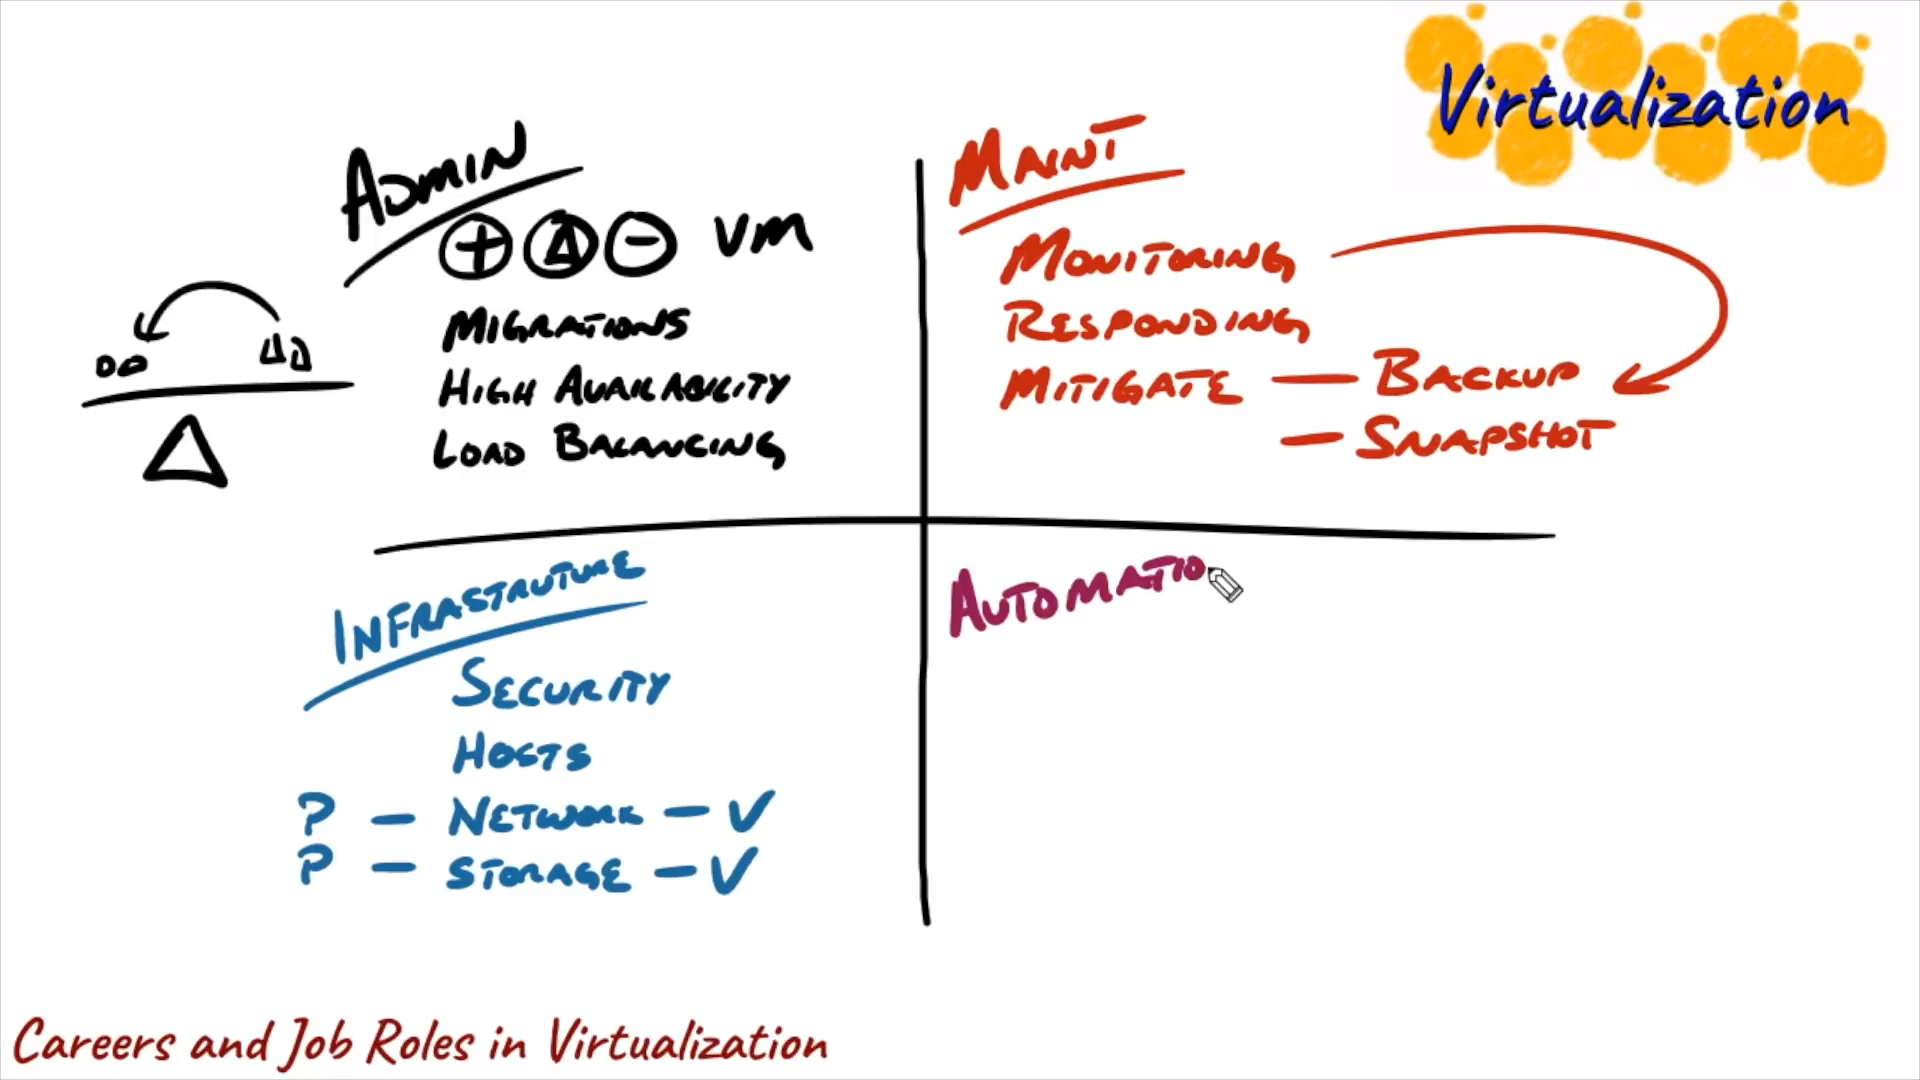 Virtualization
ADMIN
+ Δ - VM
MIGRATIONS
HIGH AVAILABILITY
LOAD BALANCING
MAINT
MONITORING
RESPONDING
MITIGATE — BACKUP
— SNAPSHOT
INFRASTRUTURE
SECURITY
HOSTS
P — NETWORK — V
P — STORAGE — V
AUTOMATIO
Careers and Job Roles in Virtualization